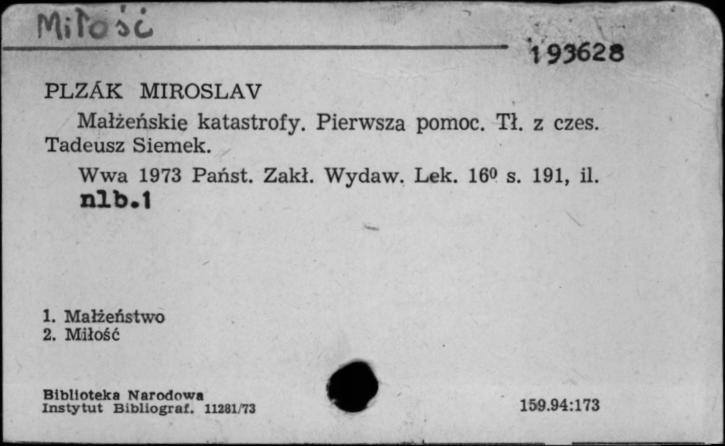 Miłość
193628
PLZÁK MIROSLAV
Małżeńskie katastrofy. Pierwsza pomoc. Tł. z czes.
Tadeusz Siemek.
Wwa 1973 Państ. Zakł. Wydaw. Lek. 16⁰ s. 191, il.
nlb.1
1. Małżeństwo
2. Miłość
Biblioteka Narodowa
Instytut Bibliograf. 11281/73
159.94:173